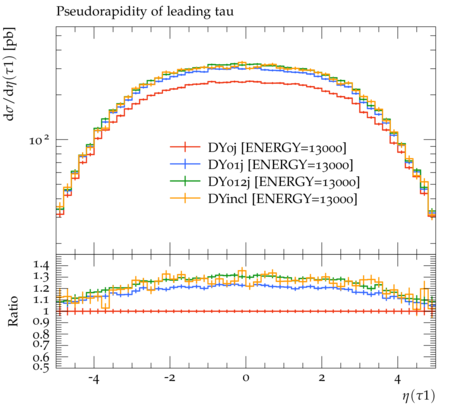 Pseudorapidity of leading tau
dσ/dη(τ1) [pb]
10²
DY0j [ENERGY=13000]
DY01j [ENERGY=13000]
DY012j [ENERGY=13000]
DYincl [ENERGY=13000]
Ratio
1.4
1.3
1.2
1.1
1
0.9
0.8
0.7
0.6
0.5
-4 -2 0 2 4
η(τ1)